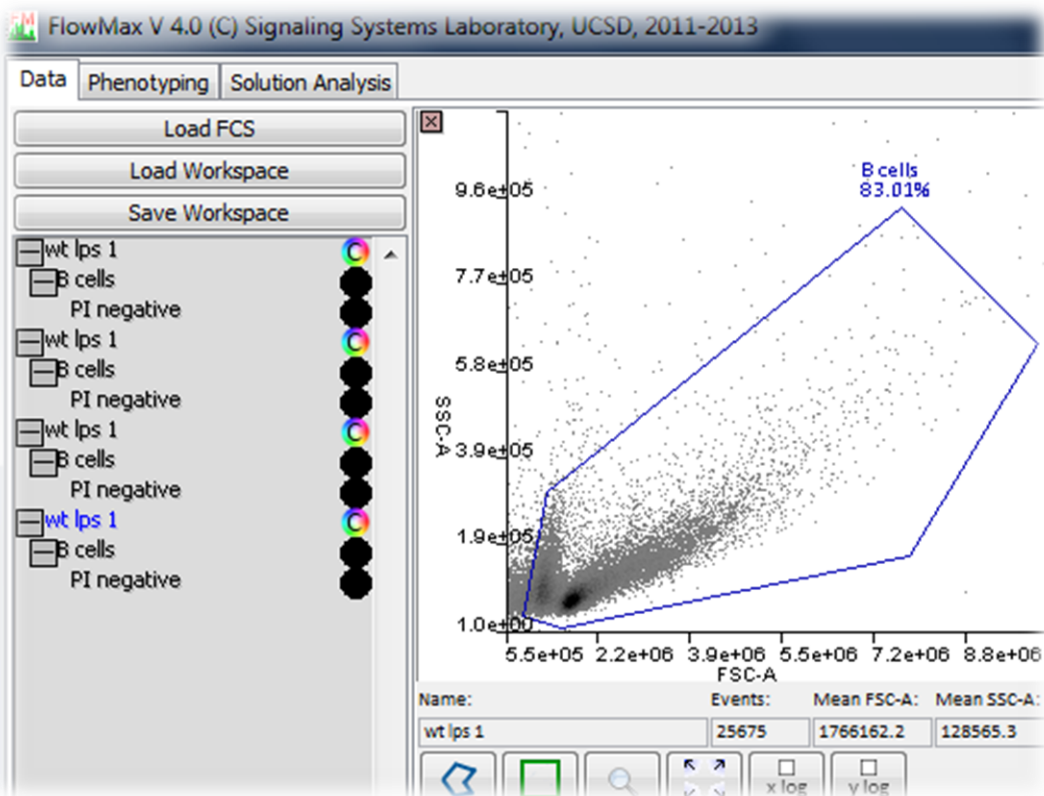 FM FlowMax V 4.0 (C) Signaling Systems Laboratory, UCSD, 2011-2013
Data Phenotyping Solution Analysis
Load FCS
Load Workspace
Save Workspace
wt lps 1 C
B cells
PI negative
wt lps 1 C
B cells
PI negative
wt lps 1 C
B cells
PI negative
wt lps 1 C
B cells
PI negative
B cells
83.01%
9.6e+05
7.7e+05
5.8e+05
3.9e+05
1.9e+05
1.0e+00
SSC-A
5.5e+05 2.2e+06 3.9e+06 5.5e+06 7.2e+06 8.8e+06
FSC-A
Name: Events: Mean FSC-A: Mean SSC-A:
wt lps 1 25675 1766162.2 128565.3
x log y log